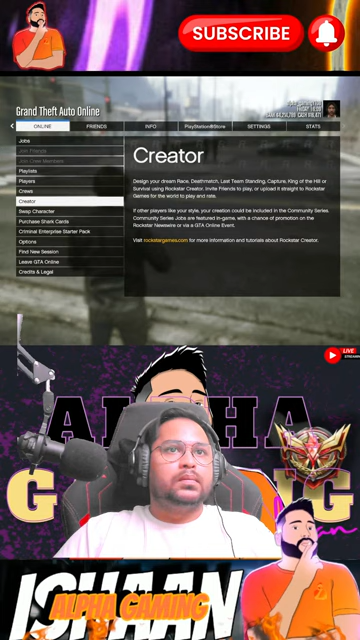 SUBSCRIBE
Grand Theft Auto Online
ONLINE FRIENDS INFO PlayStation®Store SETTINGS STATS
Jobs
Join Friends
Join Crew Members
Playlists
Players
Crews
Creator
Swap Character
Purchase Shark Cards
Criminal Enterprise Starter Pack
Options
Find New Session
Leave GTA Online
Credits & Legal
Creator
Design your dream Race, Deathmatch, Last Team Standing, Capture, King of the Hill or
Survival using Rockstar Creator. Invite Friends to play, or upload it straight to Rockstar
Games for the world to play and rate.
If other players like your style, your creation could be included in the Community Series.
Community Series Jobs are featured in-game, with a chance of promotion on the
Rockstar Newswire or via a GTA Online Event.
Visit rockstargames.com for more information and tutorials about Rockstar Creator.
LIVE
ISHAAN
ALPHA GAMING